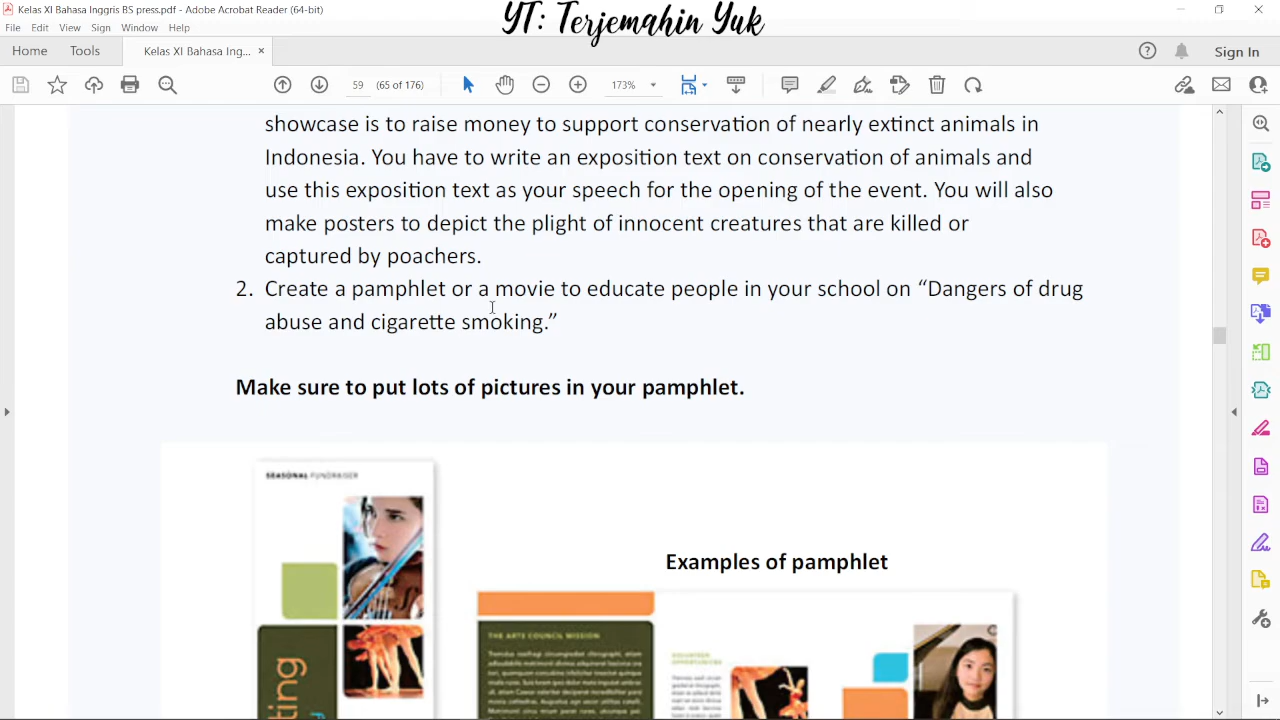 Kelas XI Bahasa Inggris BS press.pdf - Adobe Acrobat Reader (64-bit)
YT: Terjemahin Yuk
File Edit View Sign Window Help
Home Tools Kelas XI Bahasa Ing... × Sign In
59 (65 of 176) 173%
showcase is to raise money to support conservation of nearly extinct animals in
Indonesia. You have to write an exposition text on conservation of animals and
use this exposition text as your speech for the opening of the event. You will also
make posters to depict the plight of innocent creatures that are killed or
captured by poachers.
2. Create a pamphlet or a movie to educate people in your school on “Dangers of drug
abuse and cigarette smoking.”
Make sure to put lots of pictures in your pamphlet.
SEASONAL FUNDRAISER
Examples of pamphlet
THE ARTS COUNCIL MISSION
VOLUNTEER
OPPORTUNITIES